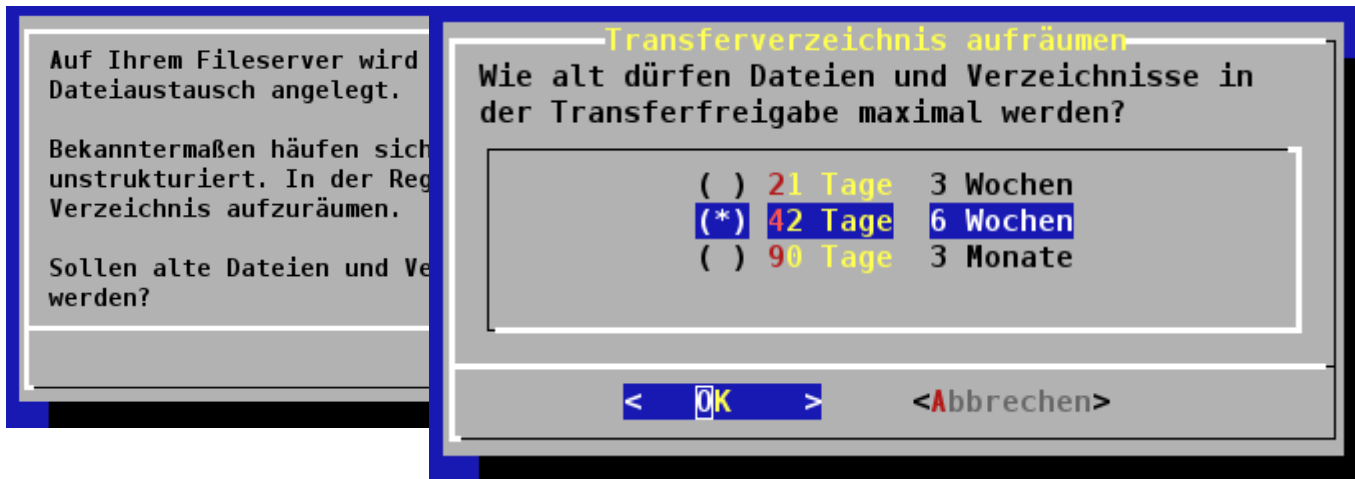 Auf Ihrem Fileserver wird
Dateiaustausch angelegt.
Bekanntermaßen häufen sich
unstrukturiert. In der Reg
Verzeichnis aufzuräumen.
Sollen alte Dateien und Ve
werden?
Transferverzeichnis aufräumen
Wie alt dürfen Dateien und Verzeichnisse in
der Transferfreigabe maximal werden?
( ) 21 Tage 3 Wochen
(*) 42 Tage 6 Wochen
( ) 90 Tage 3 Monate
< OK > <Abbrechen>